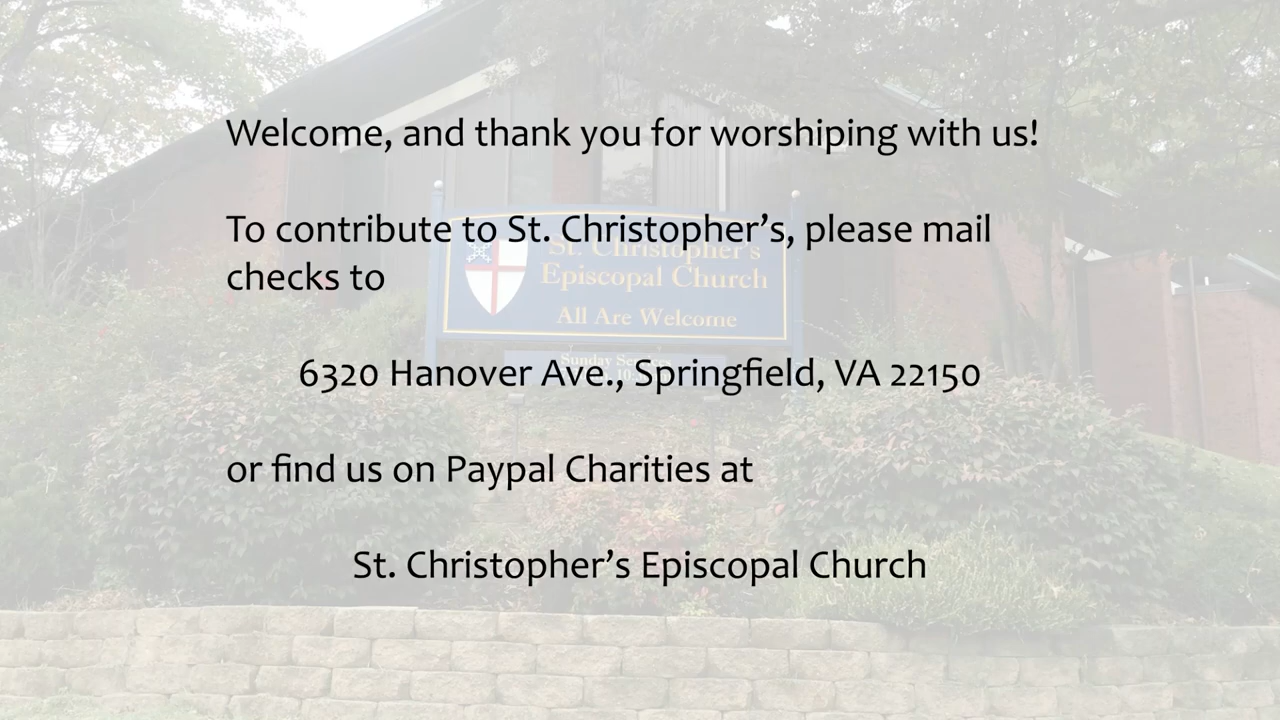 Welcome, and thank you for worshiping with us!
To contribute to St. Christopher’s, please mail
checks to
6320 Hanover Ave., Springfield, VA 22150
or find us on Paypal Charities at
St. Christopher’s Episcopal Church
St. Christopher's
Episcopal Church
All Are Welcome
Sunday